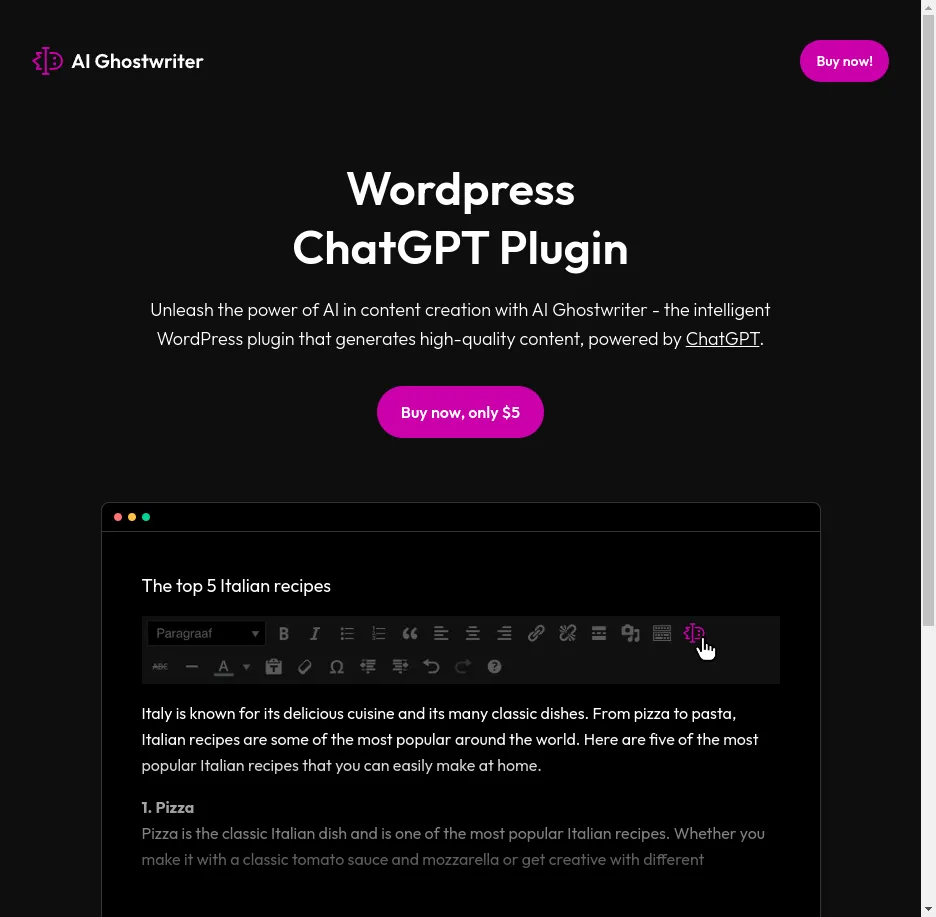 AI Ghostwriter
Buy now!
Wordpress
ChatGPT Plugin
Unleash the power of AI in content creation with AI Ghostwriter - the intelligent
WordPress plugin that generates high-quality content, powered by ChatGPT.
Buy now, only $5
The top 5 Italian recipes
Paragraaf
B I
ABC A Ω
Italy is known for its delicious cuisine and its many classic dishes. From pizza to pasta,
Italian recipes are some of the most popular around the world. Here are five of the most
popular Italian recipes that you can easily make at home.
1. Pizza
Pizza is the classic Italian dish and is one of the most popular Italian recipes. Whether you
make it with a classic tomato sauce and mozzarella or get creative with different